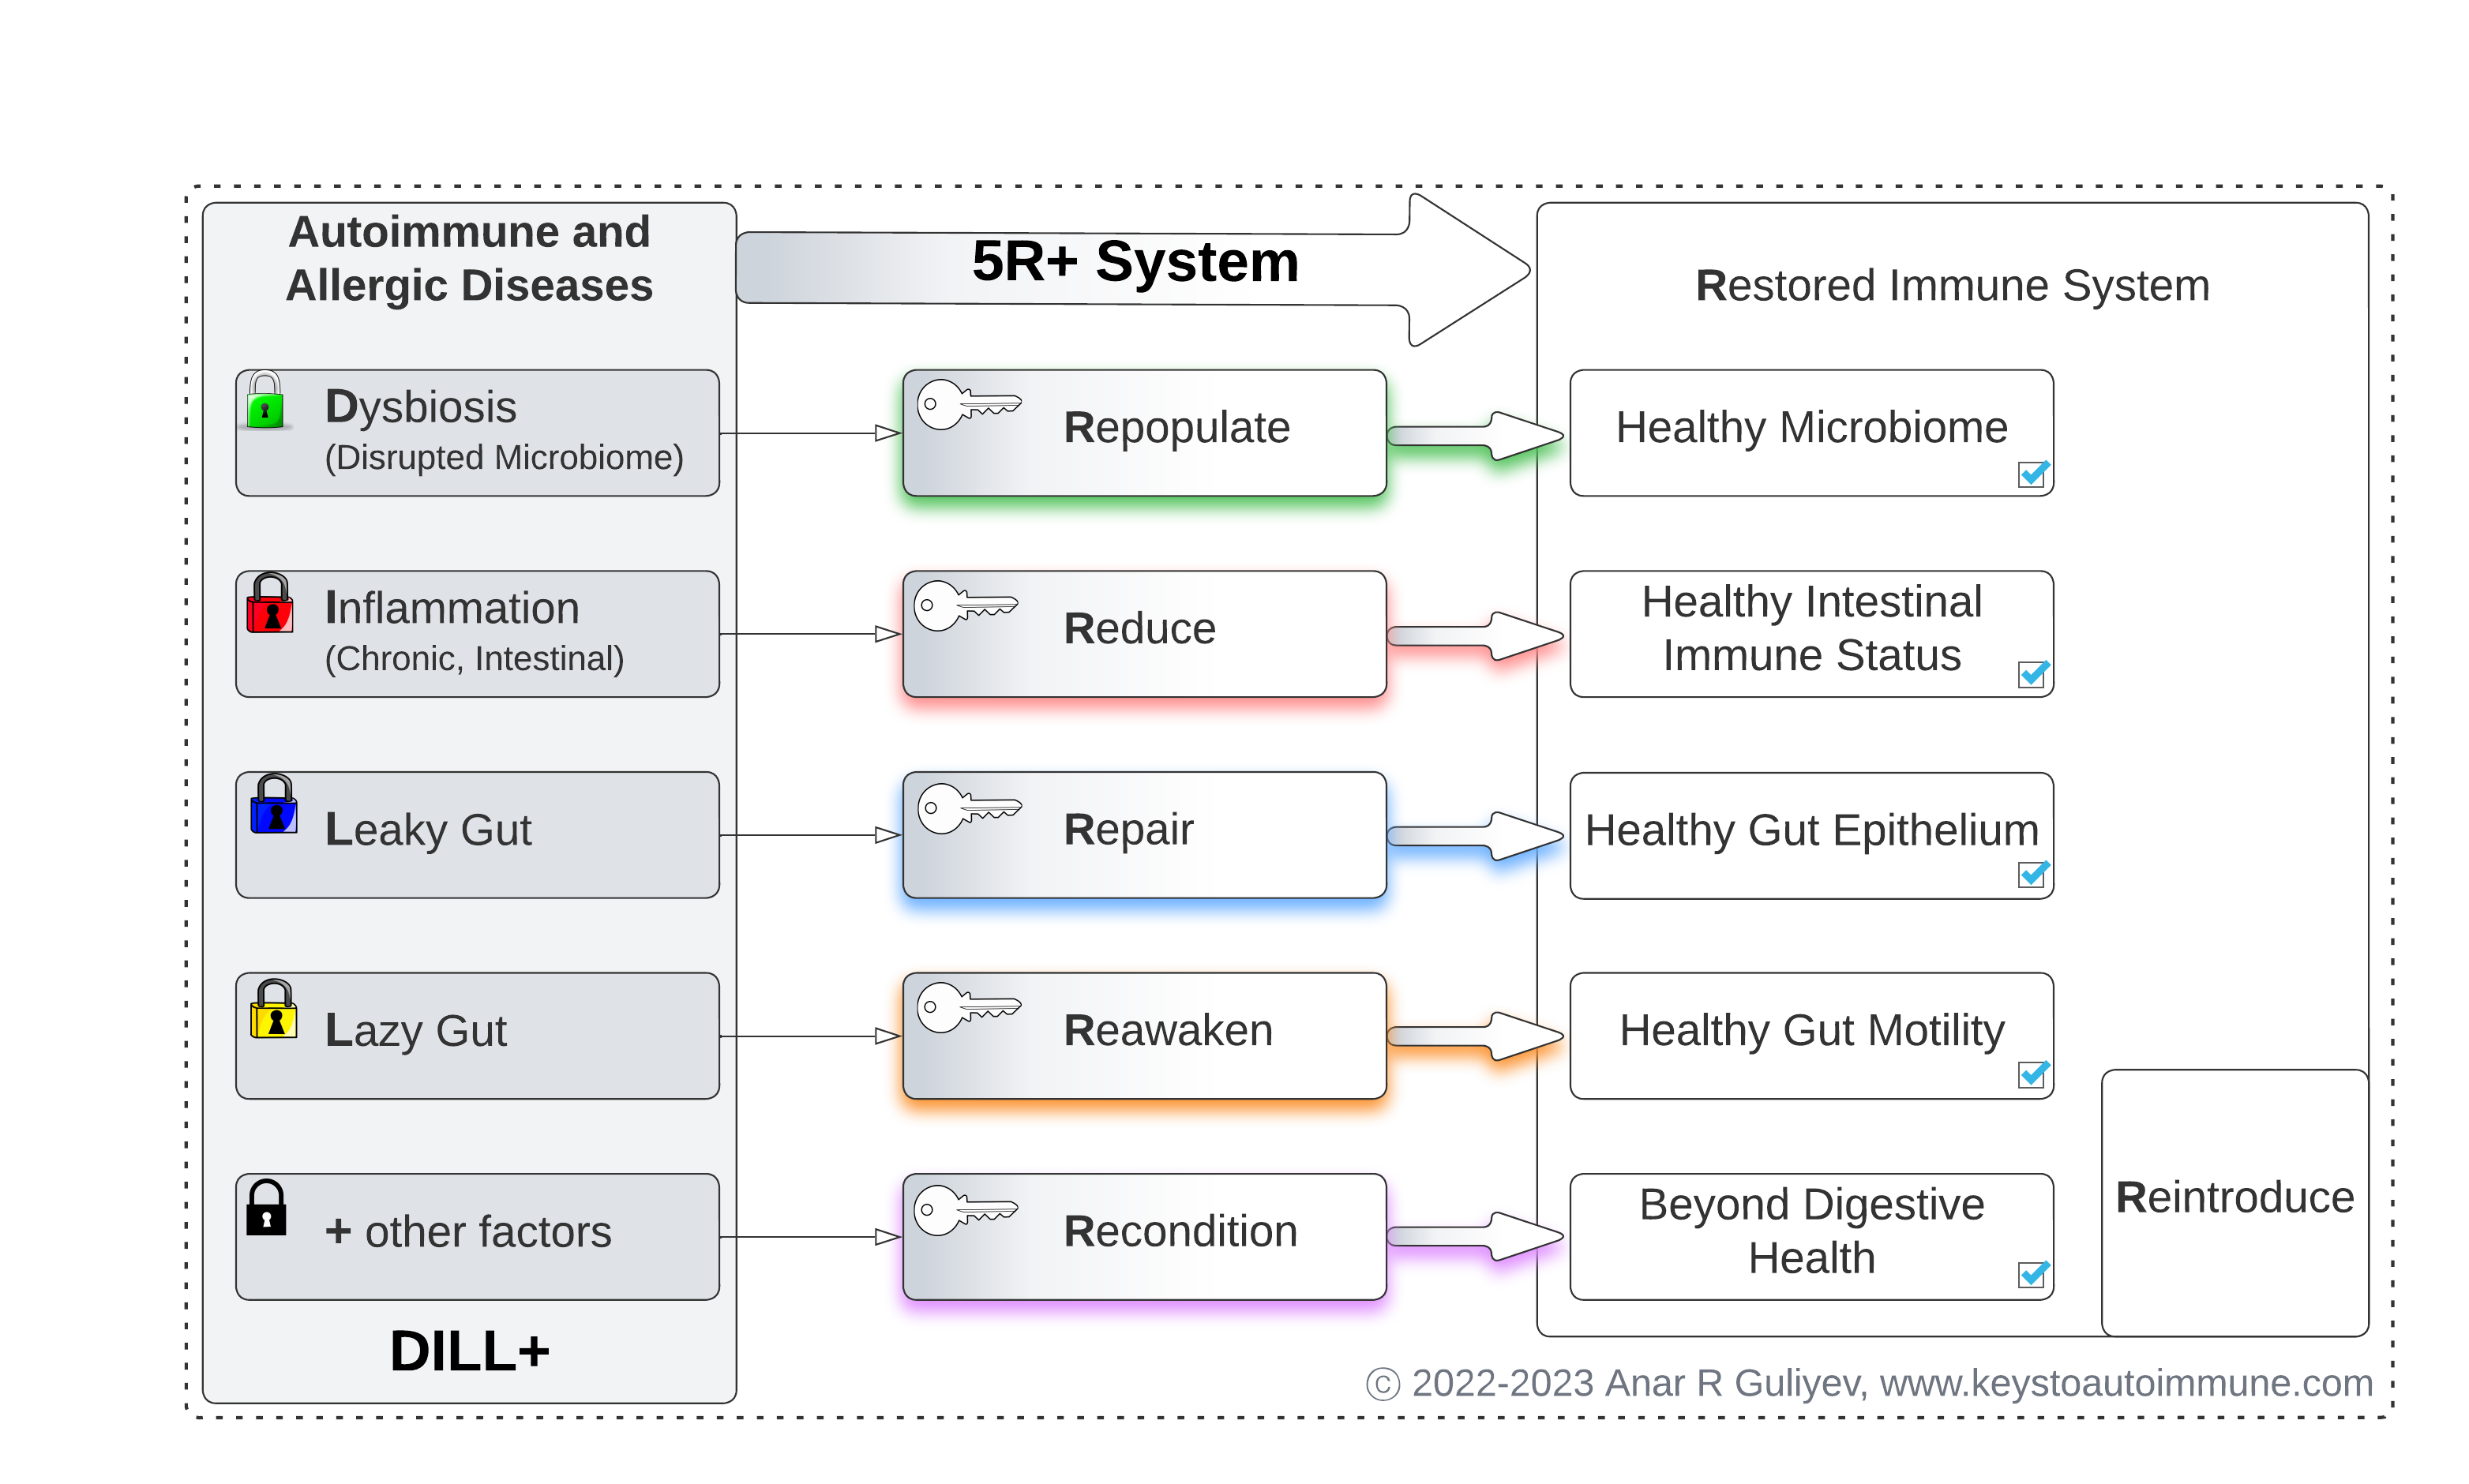 Autoimmune and
Allergic Diseases
5R+ System
Restored Immune System
Dysbiosis
(Disrupted Microbiome)
Repopulate
Healthy Microbiome
Inflammation
(Chronic, Intestinal)
Reduce
Healthy Intestinal
Immune Status
Leaky Gut
Repair
Healthy Gut Epithelium
Lazy Gut
Reawaken
Healthy Gut Motility
+ other factors
Recondition
Beyond Digestive
Health
Reintroduce
DILL+
© 2022-2023 Anar R Guliyev, www.keystoautoimmune.com